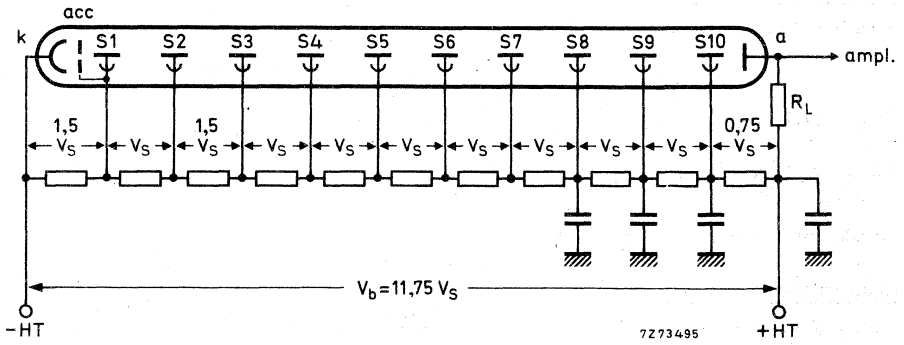 acc
k S1 S2 S3 S4 S5 S6 S7 S8 S9 S10 a
ampl.
R_L
1,5 1,5 0,75
V_S V_S V_S V_S V_S V_S V_S V_S V_S V_S V_S
V_b = 11,75 V_S
-HT 7Z73495 +HT